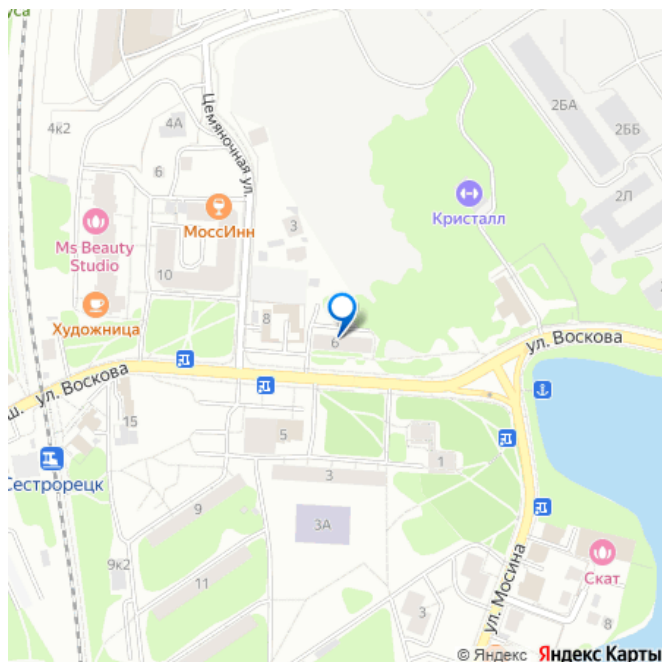 уса
4к2
4А
Цемяночная ул.
2БА
2ББ
6
МоссИнн
3
Кристалл
2Л
Ms Beauty
Studio
10
Художница
8
6
ул. Воскова
ш.
ул. Воскова
15
5
1
Сестрорецк
3
9
3А
9к2
11
ул. Мосина
Скат
3
8
© Яндекс Яндекс Карты